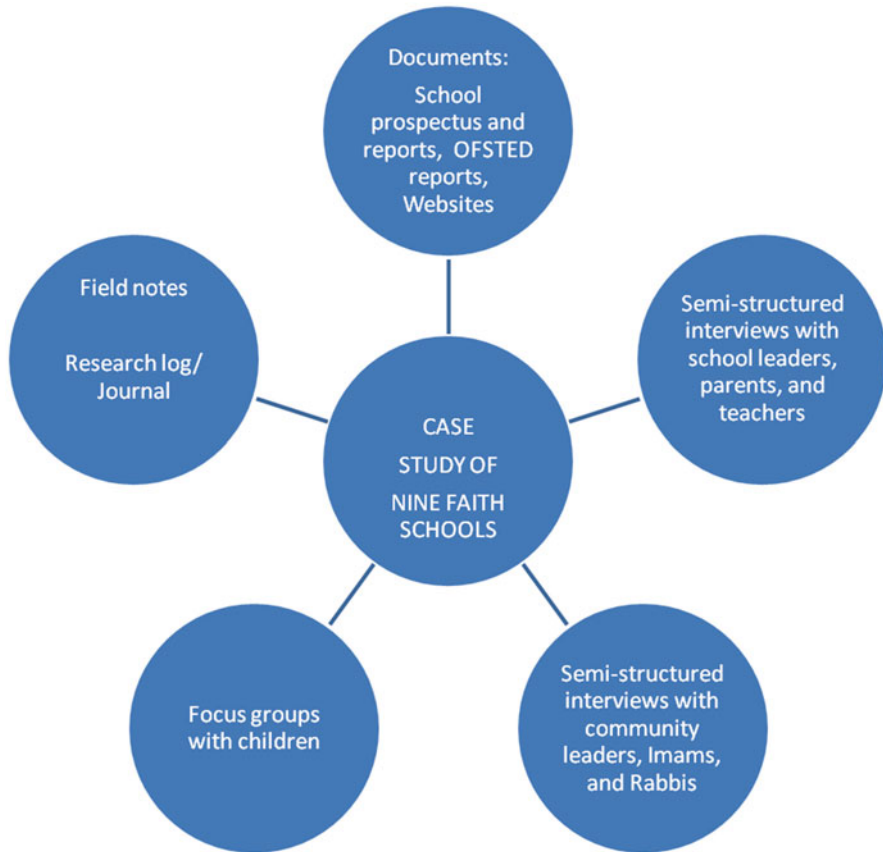 Documents:
School
prospectus and
reports, OFSTED
reports,
Websites
Field notes
Research log/
Journal
Semi-structured
interviews with
school leaders,
parents, and
teachers
CASE
STUDY OF
NINE FAITH
SCHOOLS
Focus groups
with children
Semi-structured
interviews with
community
leaders, Imams,
and Rabbis